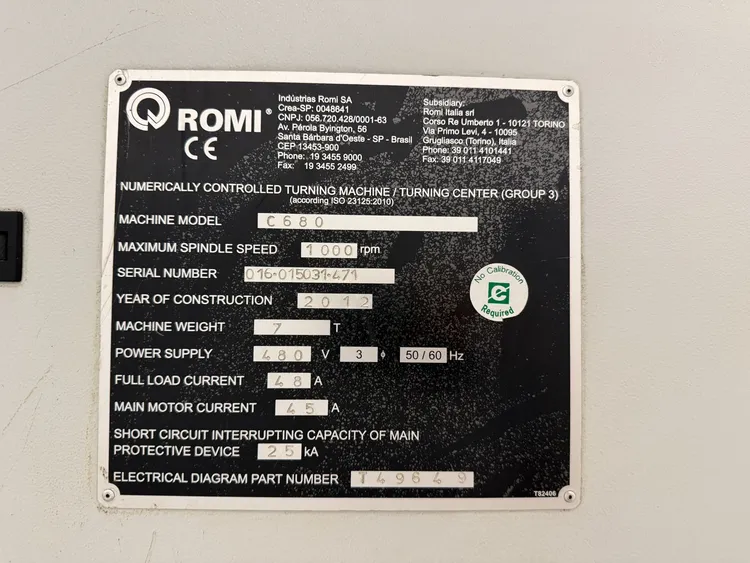 ROMI®
CE
Indústrias Romi SA
Crea-SP: 0048641
CNPJ: 056.720.428/0001-63
Av. Pérola Byington, 56
Santa Bárbara d'Oeste - SP - Brasil
CEP 13453-900
Phone: 19 3455 9000
Fax: 19 3455 2499
Subsidiary:
Romi Italia srl
Corso Re Umberto 1 - 10121 TORINO
Via Primo Levi, 4 - 10095
Grugliasco (Torino), Italia
Phone: 39 011 4101441
Fax: 39 011 4117049
NUMERICALLY CONTROLLED TURNING MACHINE / TURNING CENTER (GROUP 3)
(according ISO 23125:2010)
MACHINE MODEL C680
MAXIMUM SPINDLE SPEED 1000 rpm
SERIAL NUMBER 016-015031-471
YEAR OF CONSTRUCTION 2012
MACHINE WEIGHT 7 T
POWER SUPPLY 480 V 3 ϕ 50/60 Hz
FULL LOAD CURRENT 48 A
MAIN MOTOR CURRENT 45 A
SHORT CIRCUIT INTERRUPTING CAPACITY OF MAIN
PROTECTIVE DEVICE 25 kA
ELECTRICAL DIAGRAM PART NUMBER T49649
T82406
No Calibration
e
Required